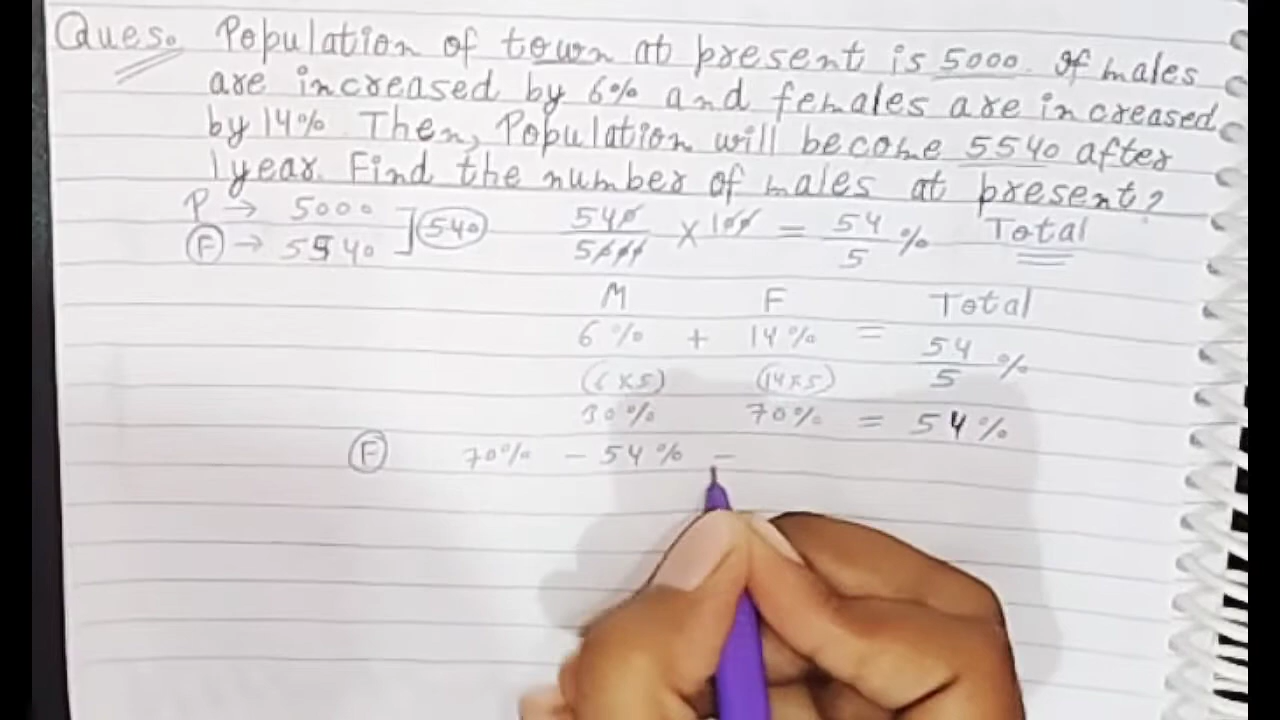 Ques. Population of town at present is 5000. If males
are increased by 6% and females are increased
by 14%. Then, Population will become 5540 after
1 year. Find the number of males at present?
P → 5000
F → 5540
540
540/5000 × 100 = 54/5 % Total
M F Total
6% + 14% = 54/5 %
(6×5) (14×5)
30% 70% = 54%
F 70% - 54% -